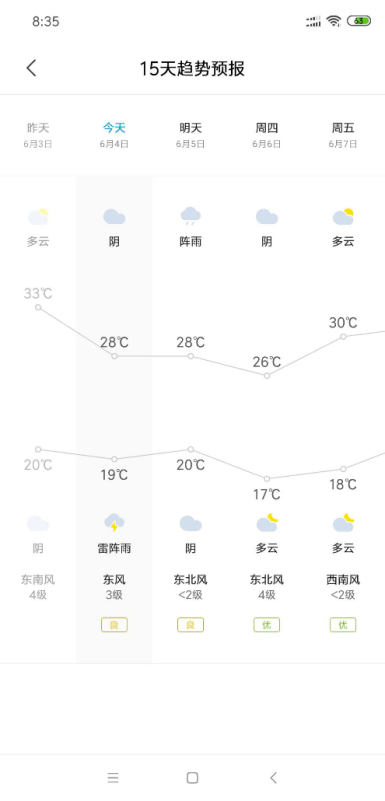 8:35
15天趋势预报
昨天 今天 明天 周四 周五
6月3日 6月4日 6月5日 6月6日 6月7日
多云 阴 阵雨 阴 多云
33℃ 28℃ 28℃ 26℃ 30℃
20℃ 19℃ 20℃ 17℃ 18℃
阴 雷阵雨 阴 多云 多云
东南风 东风 东北风 东北风 西南风
4级 3级 <2级 4级 <2级
良 良 优 优